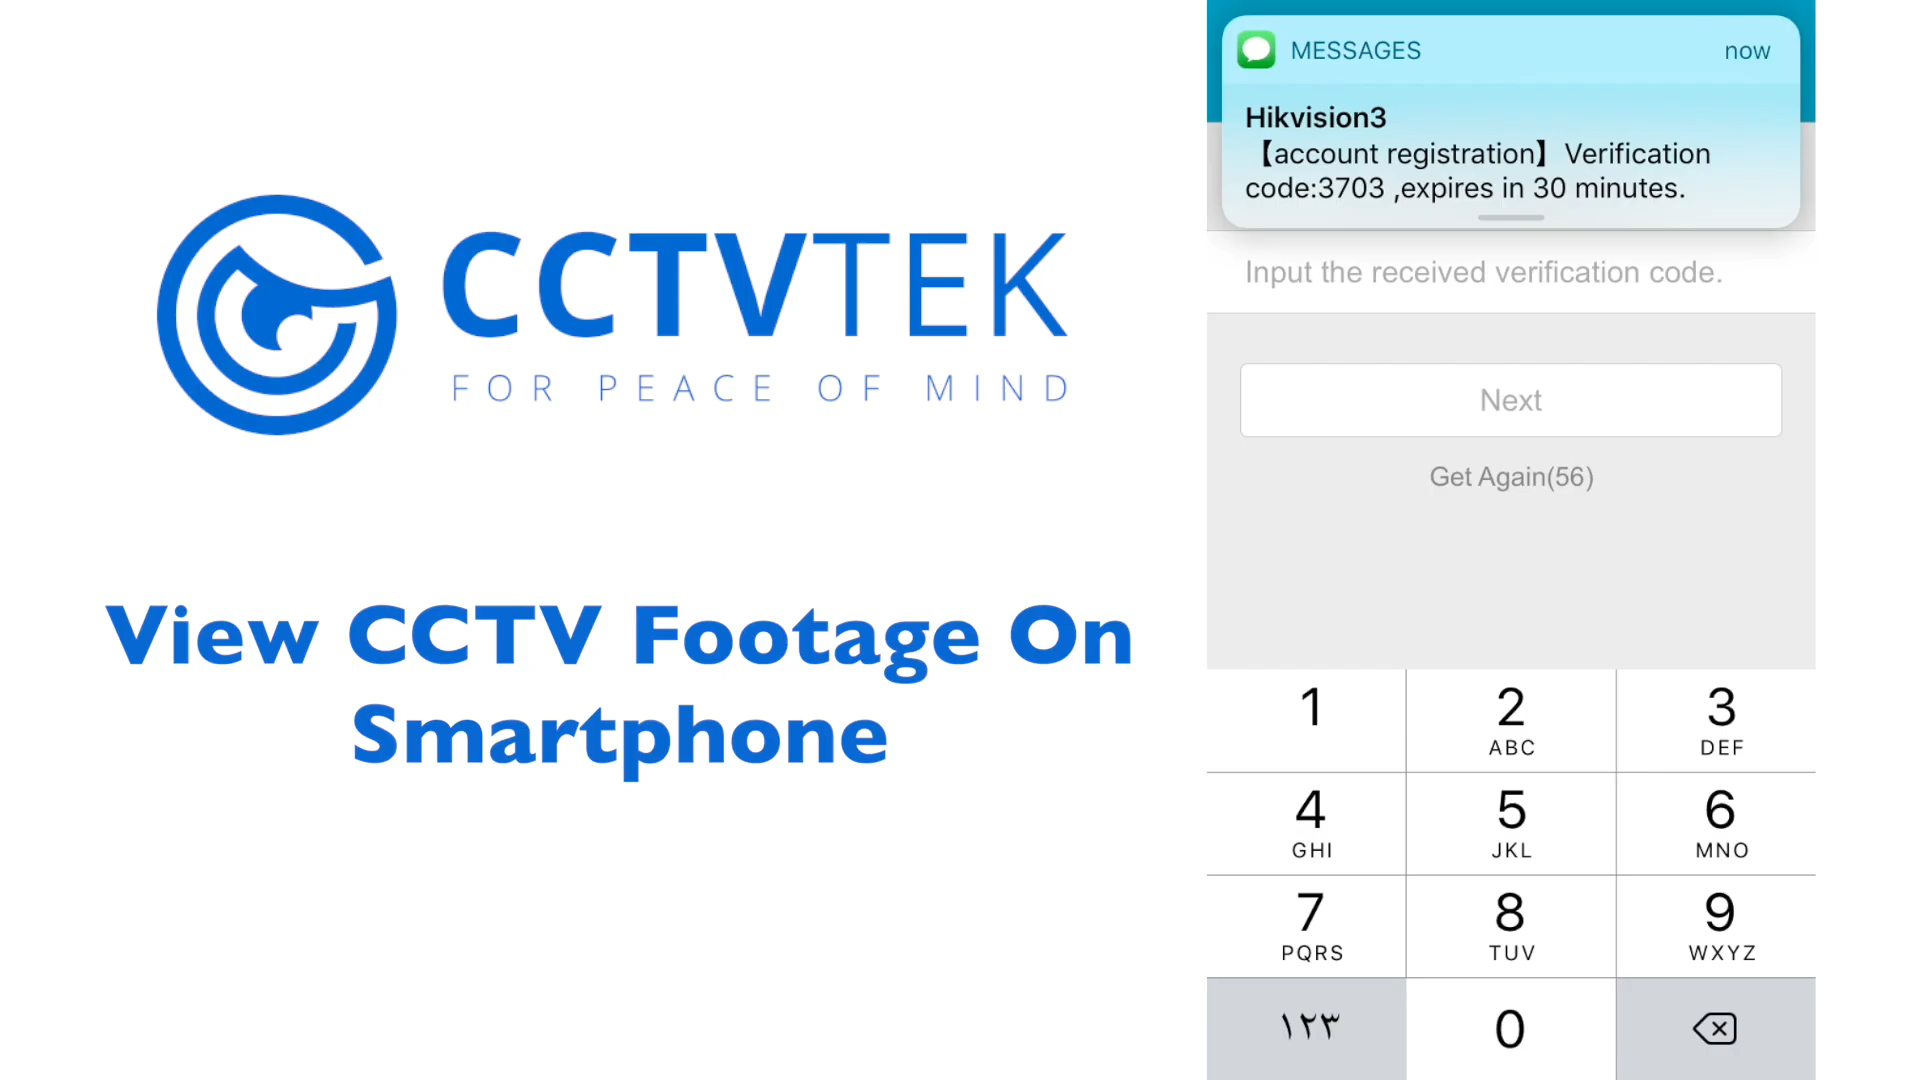 CCTVTEK
FOR PEACE OF MIND
View CCTV Footage On
Smartphone
MESSAGES now
Hikvision3
【account registration】Verification
code:3703 ,expires in 30 minutes.
Input the received verification code.
Next
Get Again(56)
1 2 3
ABC DEF
4 5 6
GHI JKL MNO
7 8 9
PQRS TUV WXYZ
١٢٣ 0